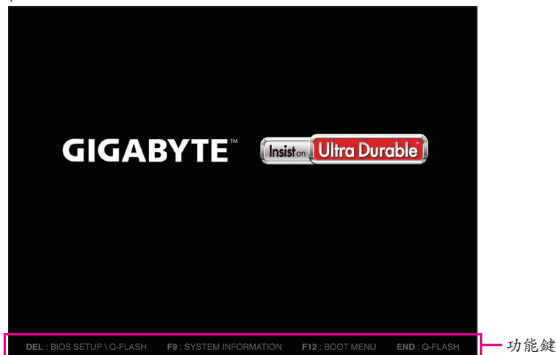 GIGABYTE™ Insist on Ultra Durable™
DEL : BIOS SETUP \ Q-FLASH F9 : SYSTEM INFORMATION F12 : BOOT MENU END : Q-FLASH 功能鍵